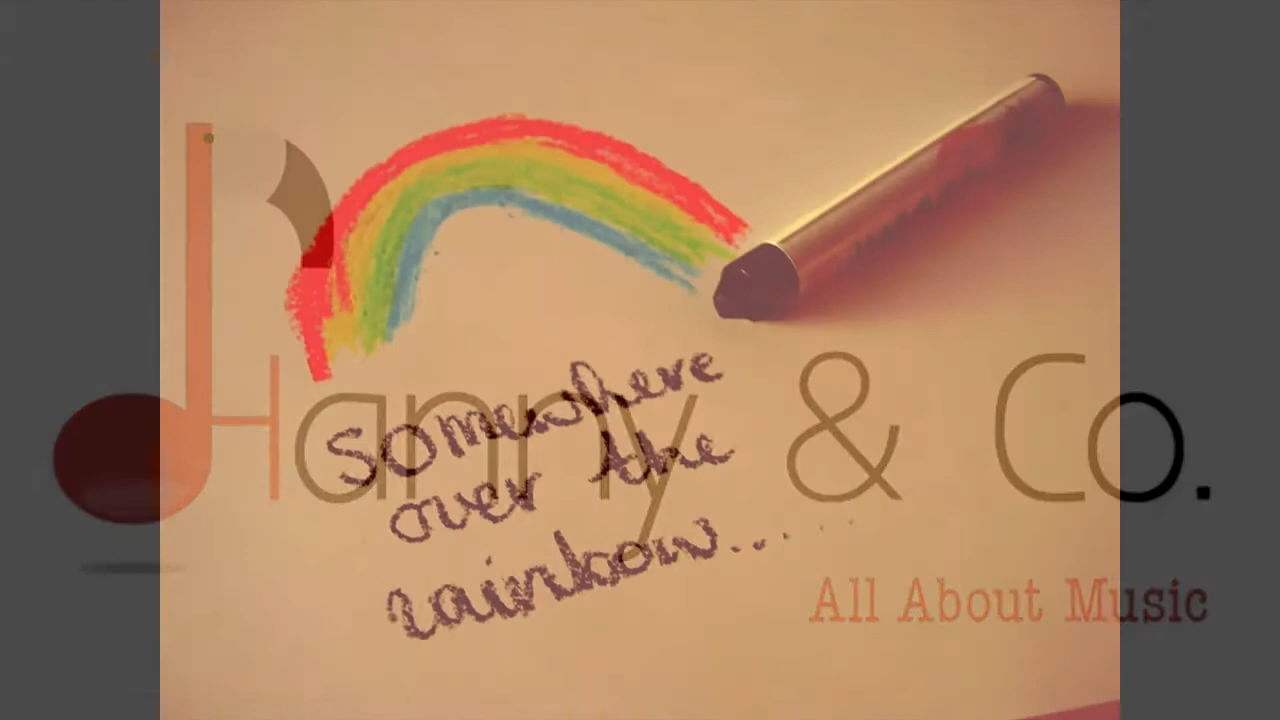 Hanny & Co.
somewhere
over the
rainbow...
All About Music